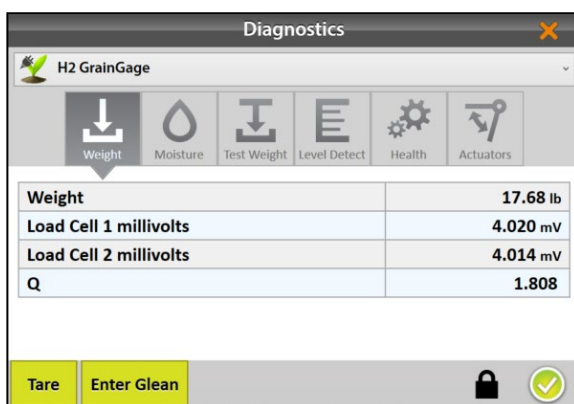 Diagnostics
H2 GrainGage
Weight Moisture Test Weight Level Detect Health Actuators
Weight 17.68 lb
Load Cell 1 millivolts 4.020 mV
Load Cell 2 millivolts 4.014 mV
Q 1.808
Tare Enter Glean